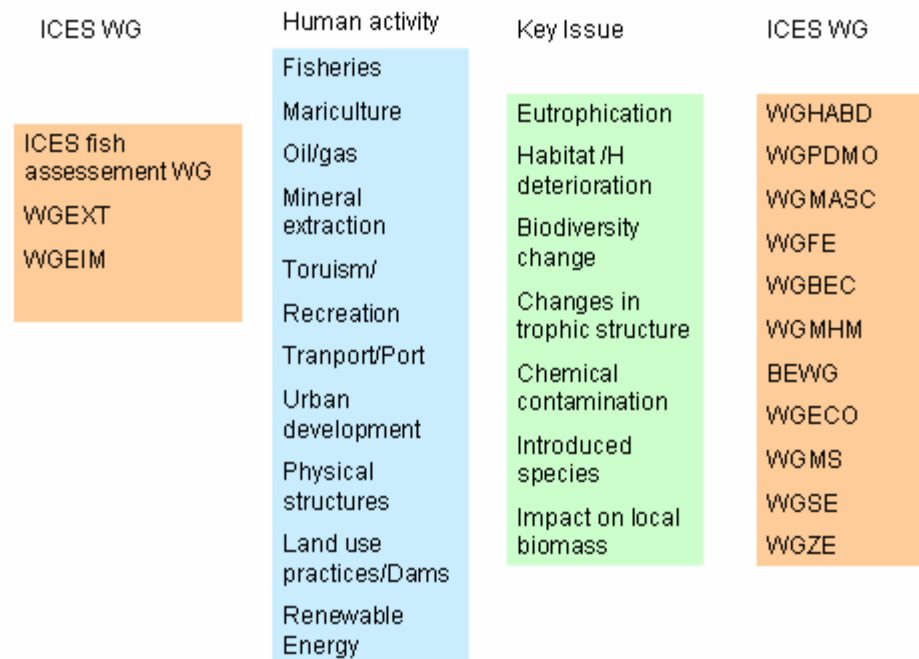 ICES WG
ICES fish
assessement WG
WGEXT
WGEIM
Human activity
Fisheries
Mariculture
Oil/gas
Mineral
extraction
Toruism/
Recreation
Tranport/Port
Urban
development
Physical
structures
Land use
practices/Dams
Renewable
Energy
Key Issue
Eutrophication
Habitat /H
deterioration
Biodiversity
change
Changes in
trophic structure
Chemical
contamination
Introduced
species
Impact on local
biomass
ICES WG
WGHABD
WGPDMO
WGMASC
WGFE
WGBEC
WGMHM
BEWG
WGECO
WGMS
WGSE
WGZE